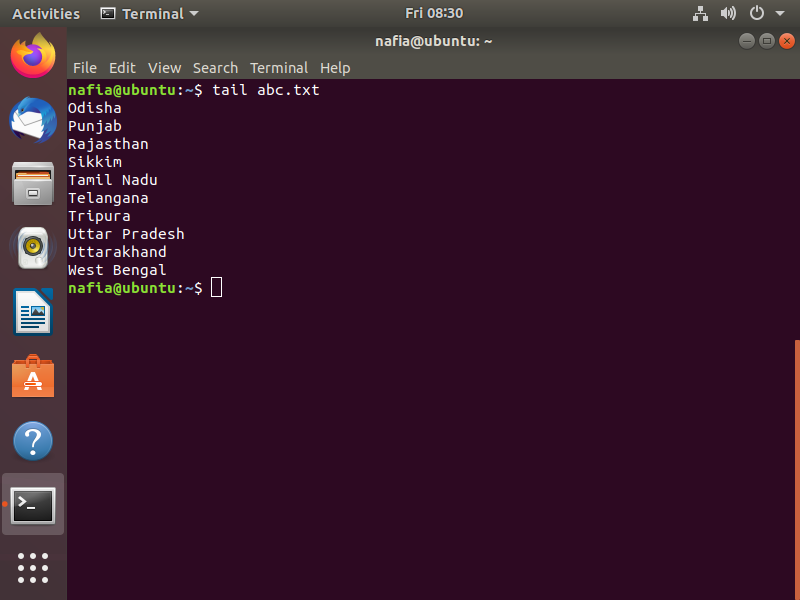 Activities Terminal Fri 08:30
nafia@ubuntu: ~
File Edit View Search Terminal Help
nafia@ubuntu:~$ tail abc.txt
Odisha
Punjab
Rajasthan
Sikkim
Tamil Nadu
Telangana
Tripura
Uttar Pradesh
Uttarakhand
West Bengal
nafia@ubuntu:~$